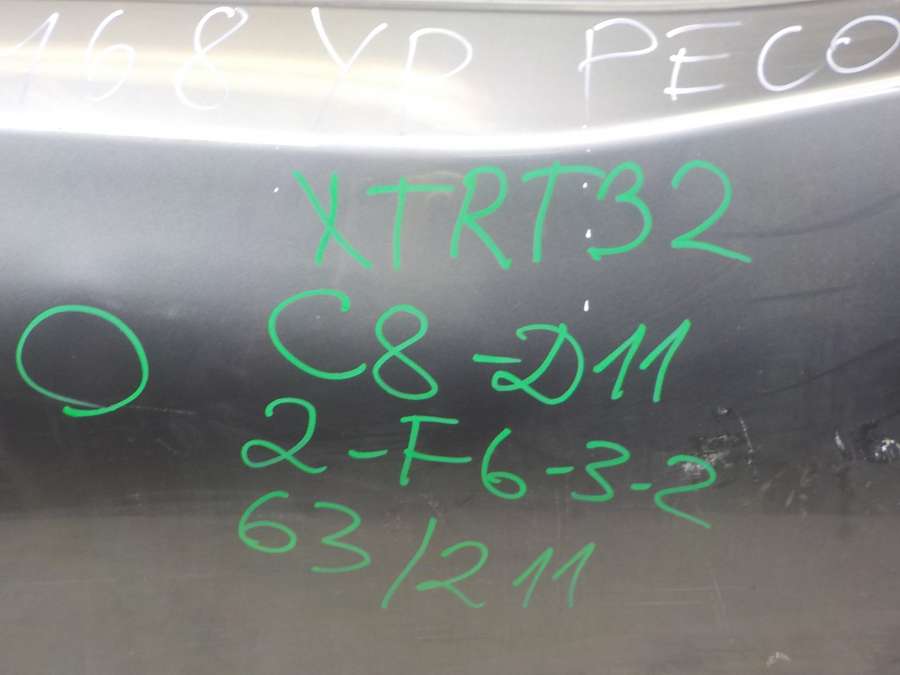 168 YP PECO
XTRT32
C8-D11
2-F6-3-2
63/211